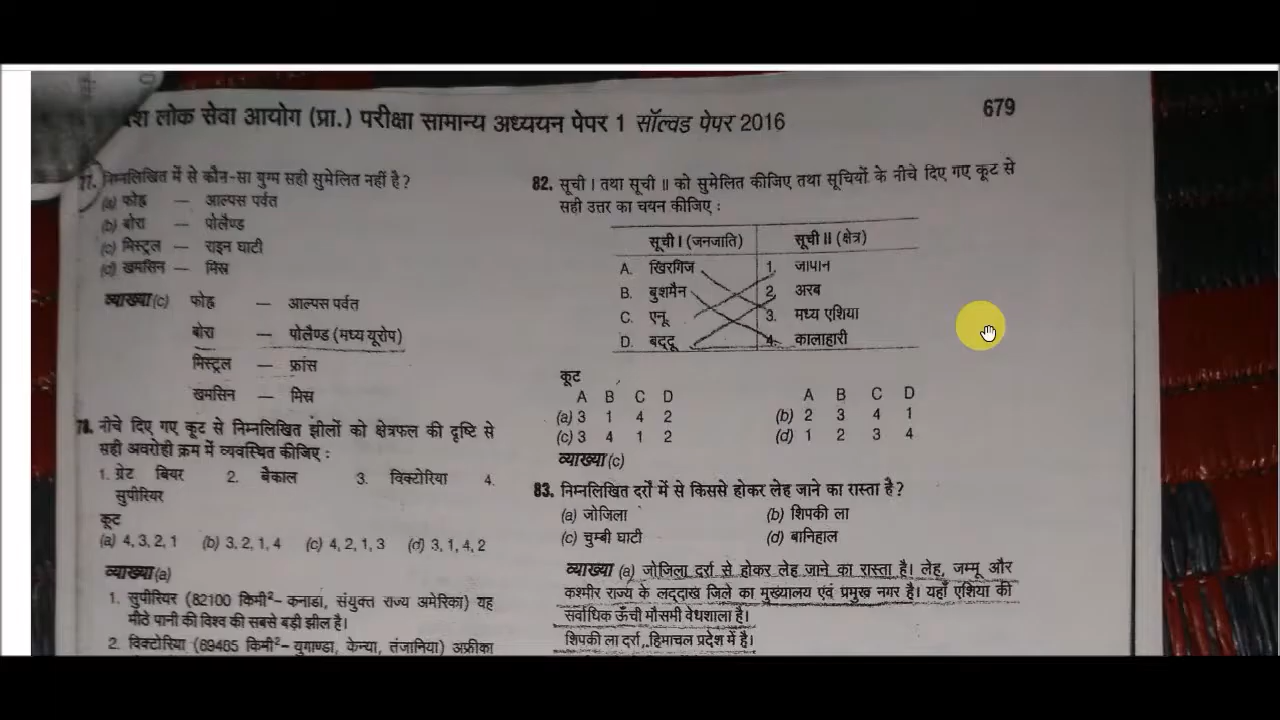 लोक सेवा आयोग (प्रा.) परीक्षा सामान्य अध्ययन पेपर 1 सॉल्वड पेपर 2016
679
77. निम्नलिखित में से कौन-सा युग्म सही सुमेलित नहीं है?
(a) फोह्न — आल्पस पर्वत
(b) बोरा — पोलैण्ड
(c) मिस्ट्रल — राइन घाटी
(d) खमसिन — मिस्र
व्याख्या (c) फोह्न — आल्पस पर्वत
बोरा — पोलैण्ड (मध्य यूरोप)
मिस्ट्रल — फ्रांस
खमसिन — मिस्र
78. नीचे दिए गए कूट से निम्नलिखित झीलों को क्षेत्रफल की दृष्टि से
सही अवरोही क्रम में व्यवस्थित कीजिए :
1. ग्रेट बियर 2. बैकाल 3. विक्टोरिया 4.
सुपीरियर
कूट
(a) 4, 3, 2, 1 (b) 3, 2, 1, 4 (c) 4, 2, 1, 3 (d) 3, 1, 4, 2
व्याख्या (a)
1. सुपीरियर (82100 किमी²– कनाडा, संयुक्त राज्य अमेरिका) यह
मीठे पानी की विश्व की सबसे बड़ी झील है।
2. विक्टोरिया (69485 किमी²– युगाण्डा, केन्या, तंजानिया) अफ्रीका
82. सूची I तथा सूची II को सुमेलित कीजिए तथा सूचियों के नीचे दिए गए कूट से
सही उत्तर का चयन कीजिए :
सूची I (जनजाति) सूची II (क्षेत्र)
A. खिरगिज 1. जापान
B. बुशमैन 2. अरब
C. एनू 3. मध्य एशिया
D. बद्दू 4. कालाहारी
कूट
A B C D A B C D
(a) 3 1 4 2 (b) 2 3 4 1
(c) 3 4 1 2 (d) 1 2 3 4
व्याख्या (c)
83. निम्नलिखित दर्रों में से किससे होकर लेह जाने का रास्ता है?
(a) जोजिला (b) शिपकी ला
(c) चुम्बी घाटी (d) बानिहाल
व्याख्या (a) जोजिला दर्रा से होकर लेह जाने का रास्ता है। लेह, जम्मू और
कश्मीर राज्य के लद्दाख जिले का मुख्यालय एवं प्रमुख नगर है। यहाँ एशिया की
सर्वाधिक ऊँची मौसमी वेधशाला है।
शिपकी ला दर्रा, हिमाचल प्रदेश में है।